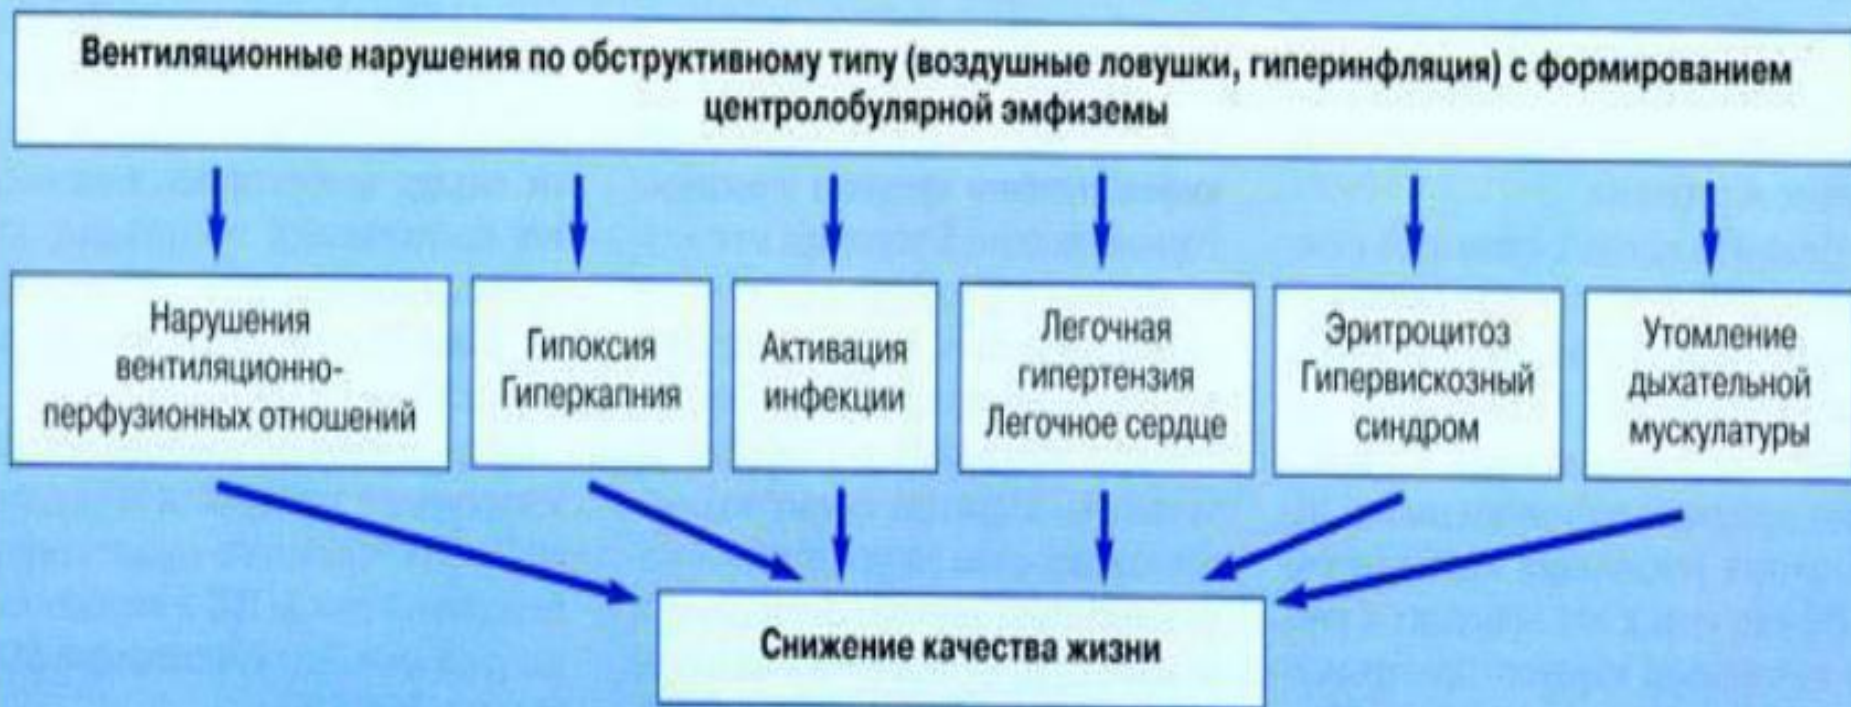 Вентиляционные нарушения по обструктивному типу (воздушные ловушки, гиперинфляция) с формированием
центролобулярной эмфиземы
Нарушения
вентиляционно-
перфузионных отношений
Гипоксия
Гиперкапния
Активация
инфекции
Легочная
гипертензия
Легочное сердце
Эритроцитоз
Гипервискозный
синдром
Утомление
дыхательной
мускулатуры
Снижение качества жизни